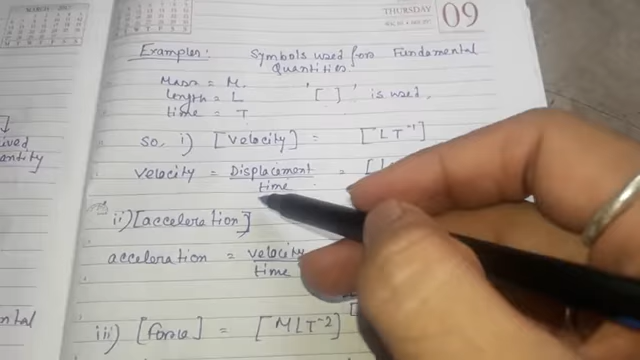 MARCH
THURSDAY
09
Examples: Symbols used for Fundamental
Quantities
Mass = M.
length = L '[ ]' is used.
time = T
so, i) [Velocity] = [LT⁻¹]
ived
antity
velocity = Displacement = [L
time
ii) [acceleration]
acceleration = velocity
time
ntal
iii) [force] = [MLT⁻²]